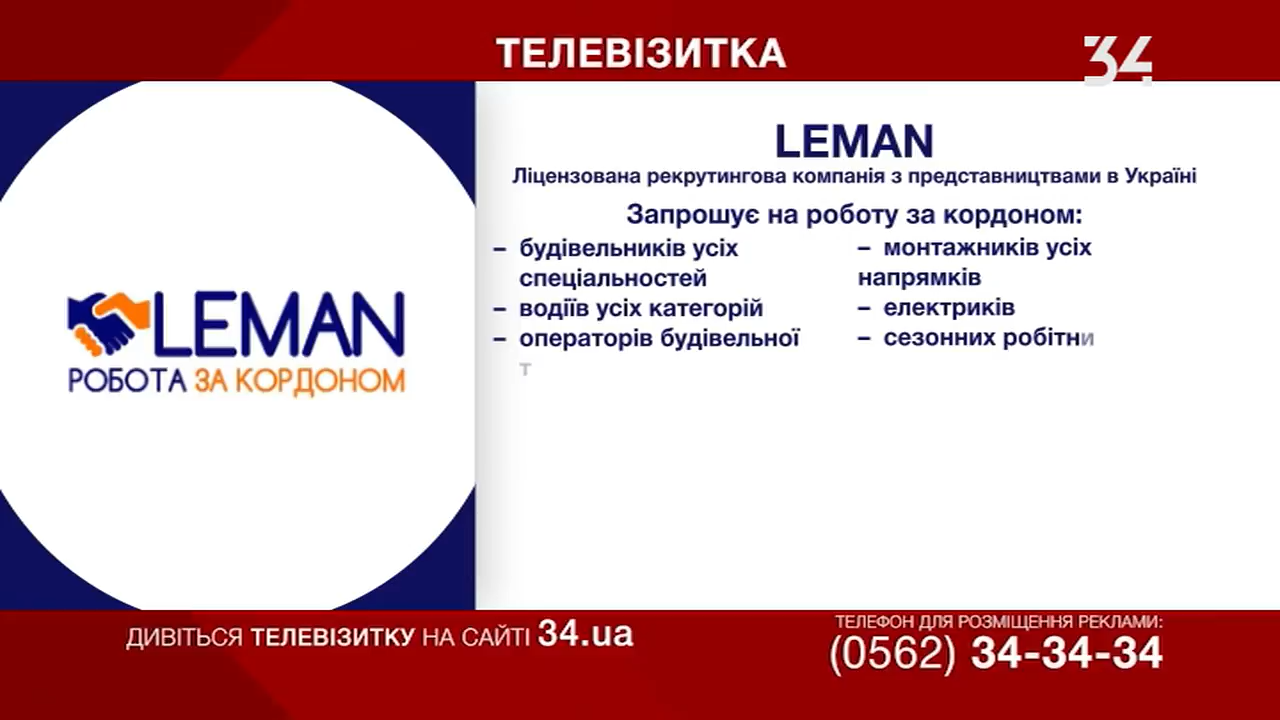 ТЕЛЕВІЗИТКА
34
LEMAN
РОБОТА ЗА КОРДОНОМ
LEMAN
Ліцензована рекрутингова компанія з представництвами в Україні
Запрошує на роботу за кордоном:
– будівельників усіх
спеціальностей
– водіїв усіх категорій
– операторів будівельної
т
– монтажників усіх
напрямків
– електриків
– сезонних робітни
ДИВІТЬСЯ ТЕЛЕВІЗИТКУ НА САЙТІ 34.ua
ТЕЛЕФОН ДЛЯ РОЗМІЩЕННЯ РЕКЛАМИ:
(0562) 34-34-34